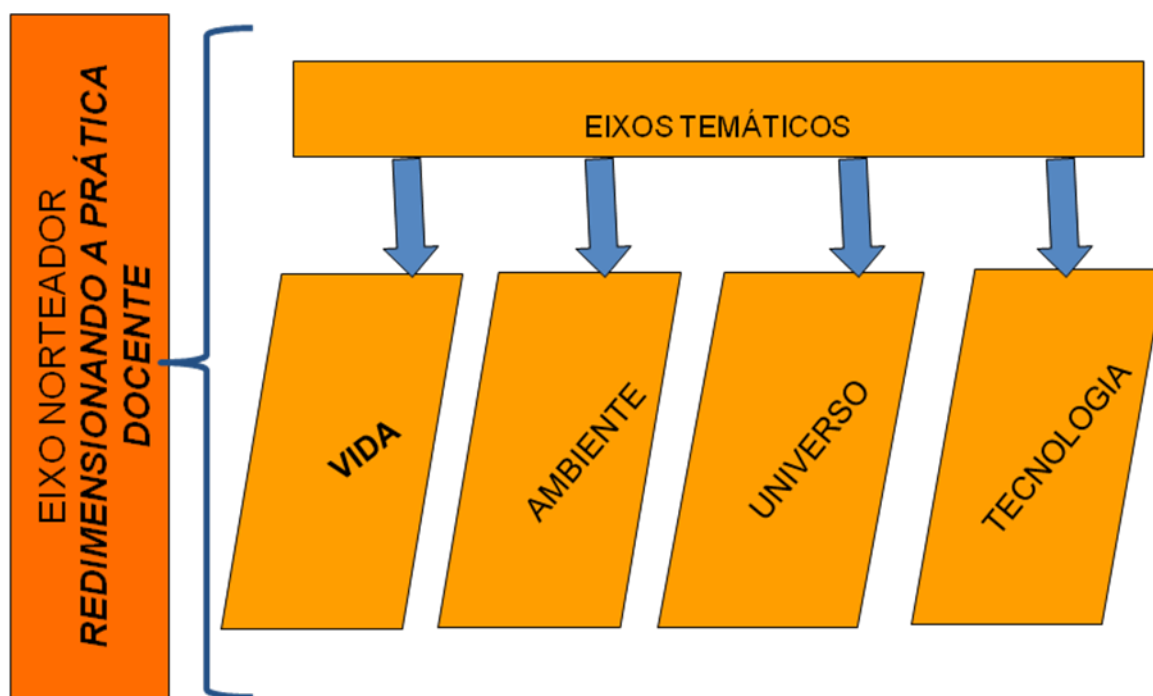 EIXO NORTEADOR
REDIMENSIONANDO A PRÁTICA
DOCENTE
EIXOS TEMÁTICOS
VIDA
AMBIENTE
UNIVERSO
TECNOLOGIA